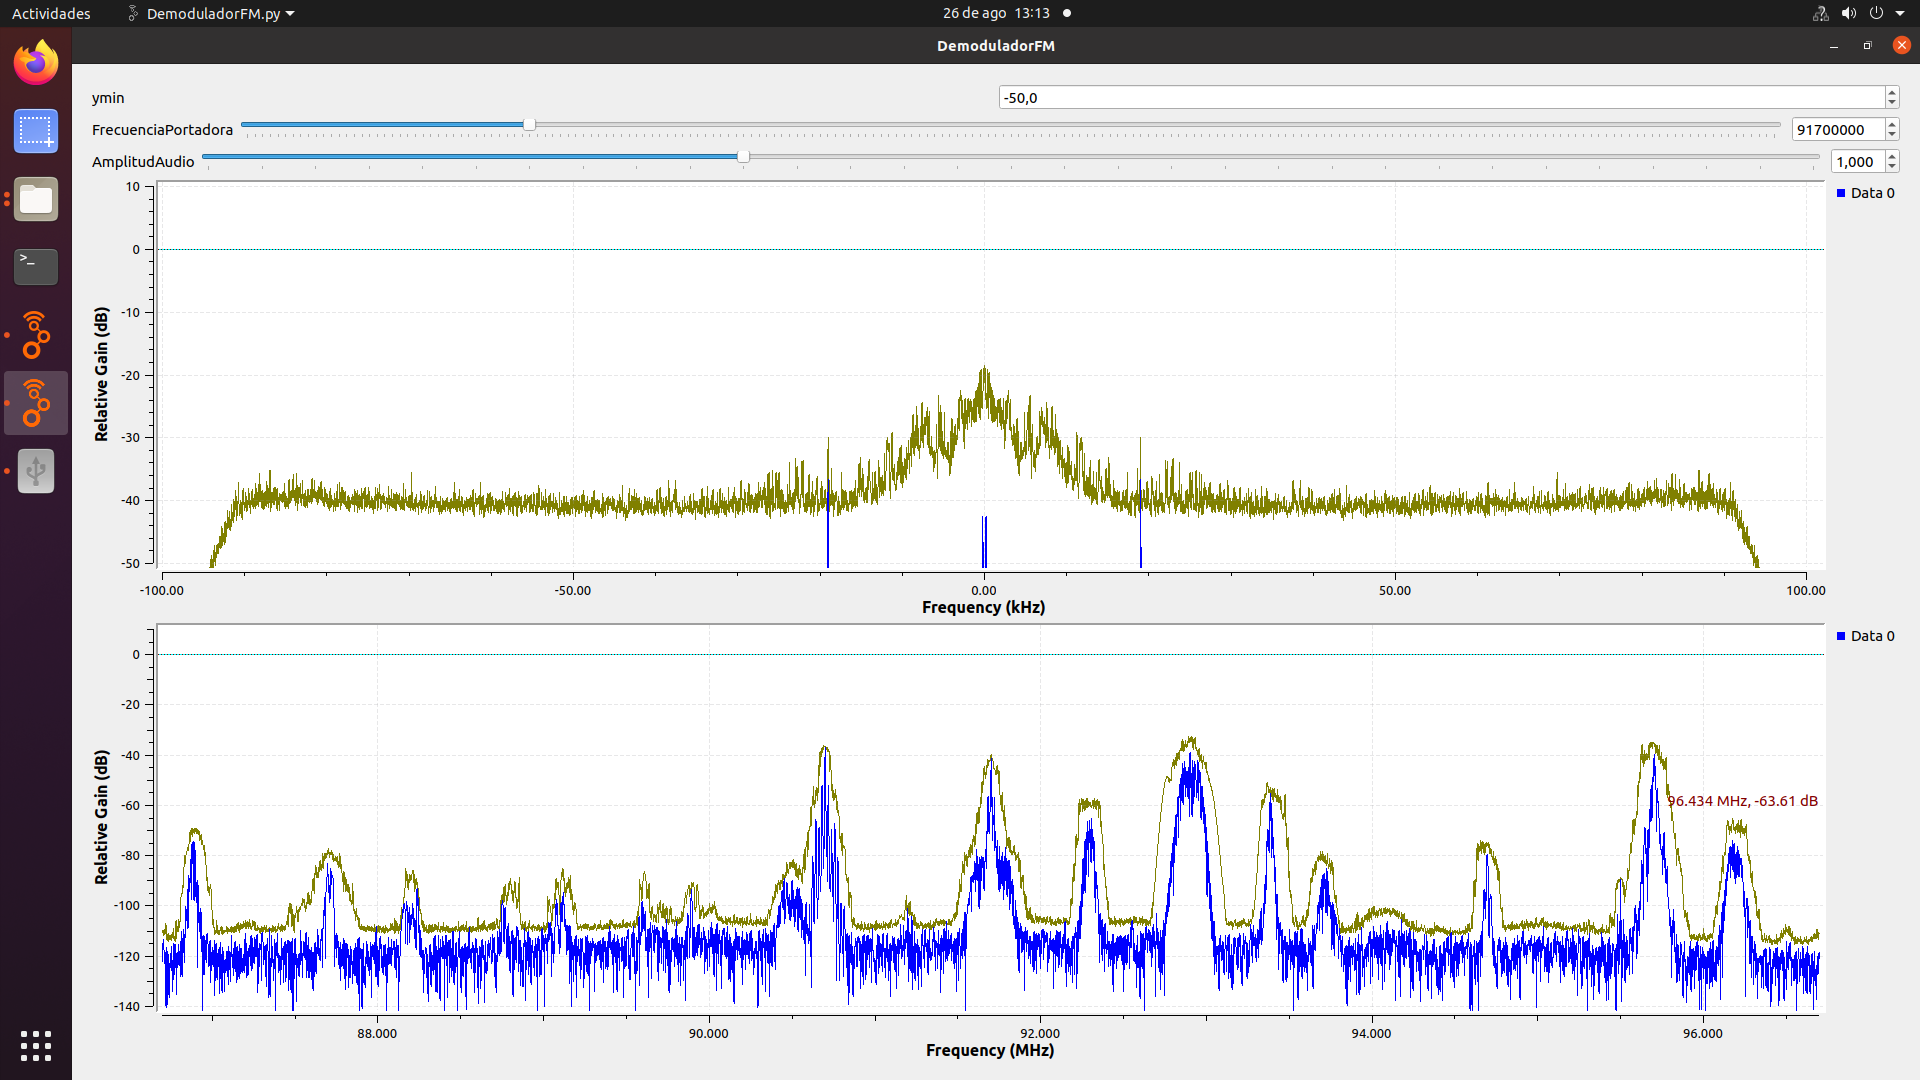 Actividades DemoduladorFM.py 26 de ago 13:13
DemoduladorFM
ymin -50,0
FrecuenciaPortadora 91700000
AmplitudAudio 1,000
Data 0
Relative Gain (dB)
10
0
-10
-20
-30
-40
-50
-100.00 -50.00 0.00 50.00 100.00
Frequency (kHz)
Data 0
Relative Gain (dB)
0
-20
-40
-60
-80
-100
-120
-140
96.434 MHz, -63.61 dB
88.000 90.000 92.000 94.000 96.000
Frequency (MHz)